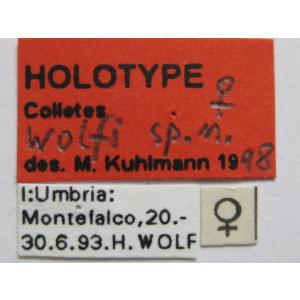 HOLOTYPE ♀
Colletes
wolfi sp.n.
des. M. Kuhlmann 1998
I:Umbria:
Montefalco,20.-
30.6.93.H.WOLF
♀